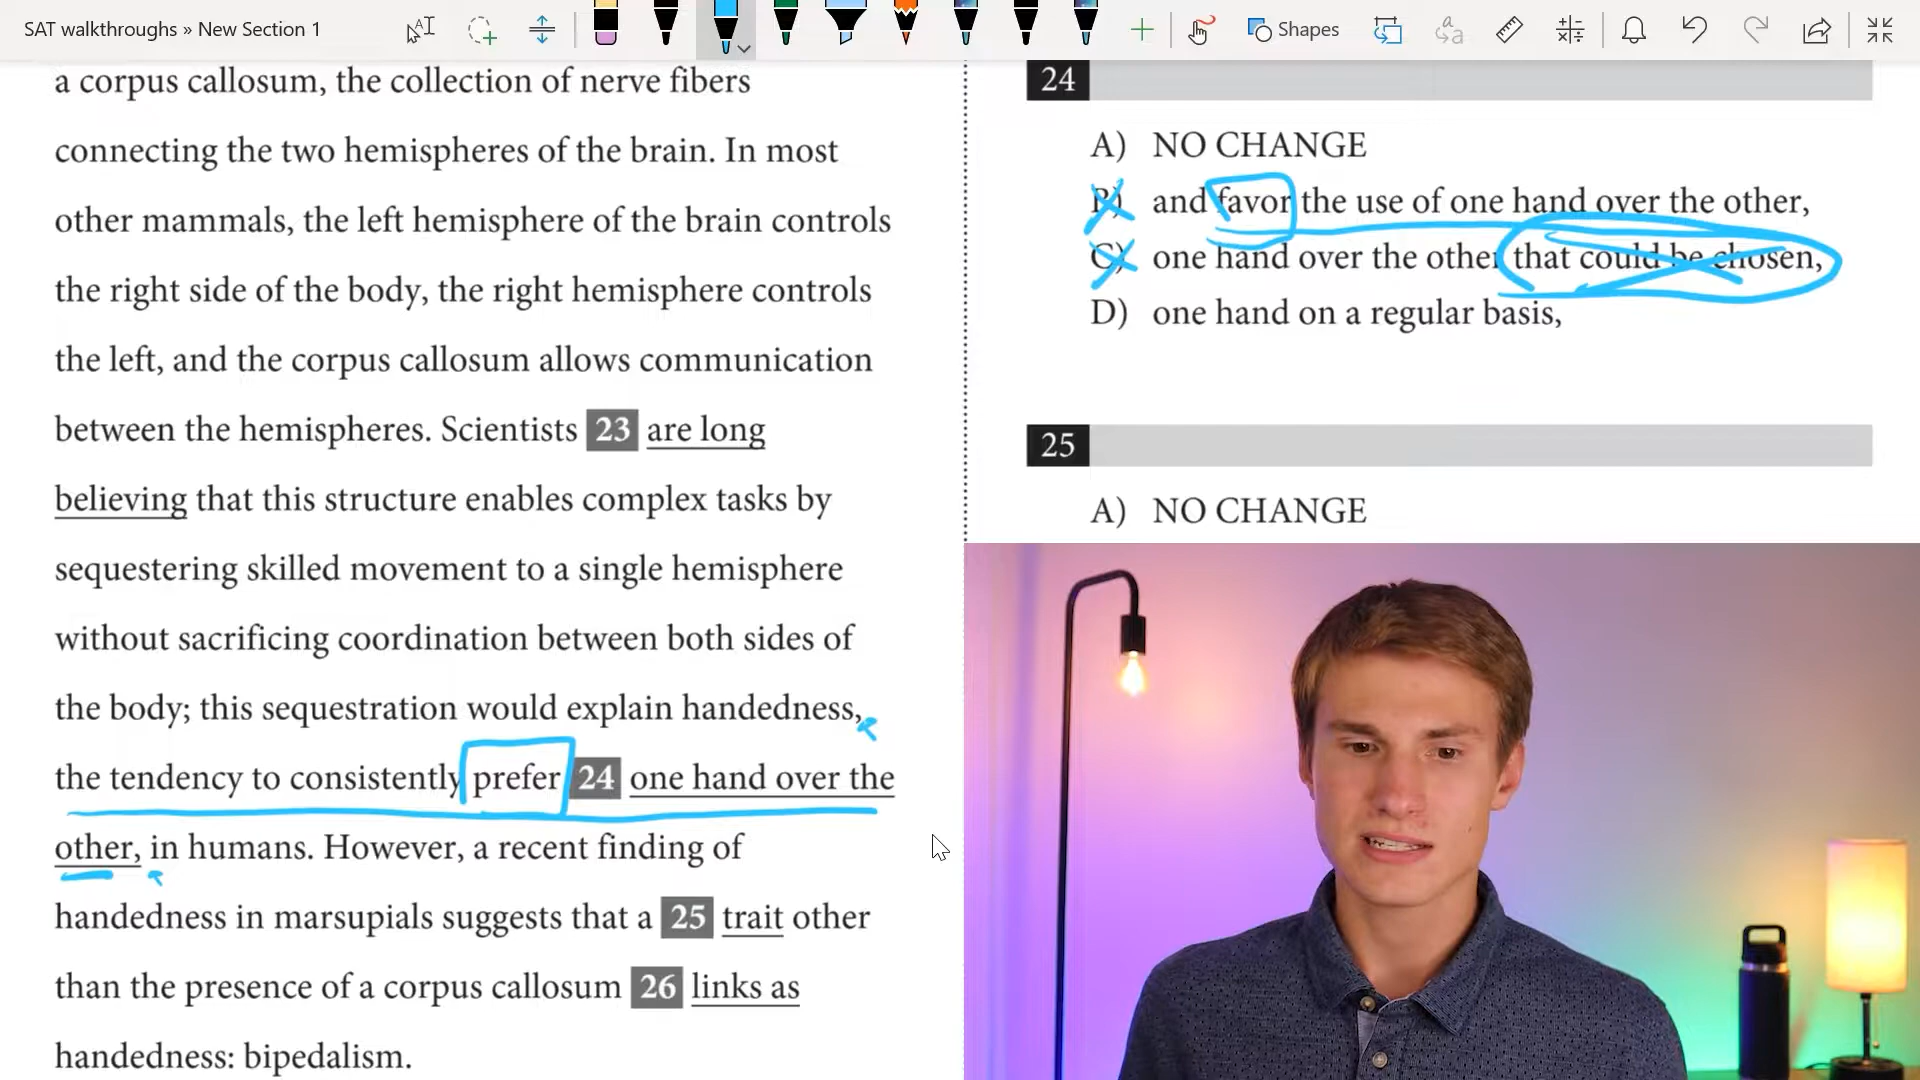 SAT walkthroughs » New Section 1
Shapes
a corpus callosum, the collection of nerve fibers
connecting the two hemispheres of the brain. In most
other mammals, the left hemisphere of the brain controls
the right side of the body, the right hemisphere controls
the left, and the corpus callosum allows communication
between the hemispheres. Scientists 23 are long
believing that this structure enables complex tasks by
sequestering skilled movement to a single hemisphere
without sacrificing coordination between both sides of
the body; this sequestration would explain handedness,
the tendency to consistently prefer 24 one hand over the
other, in humans. However, a recent finding of
handedness in marsupials suggests that a 25 trait other
than the presence of a corpus callosum 26 links as
handedness: bipedalism.
24
A) NO CHANGE
B) and favor the use of one hand over the other,
C) one hand over the other that could be chosen,
D) one hand on a regular basis,
25
A) NO CHANGE